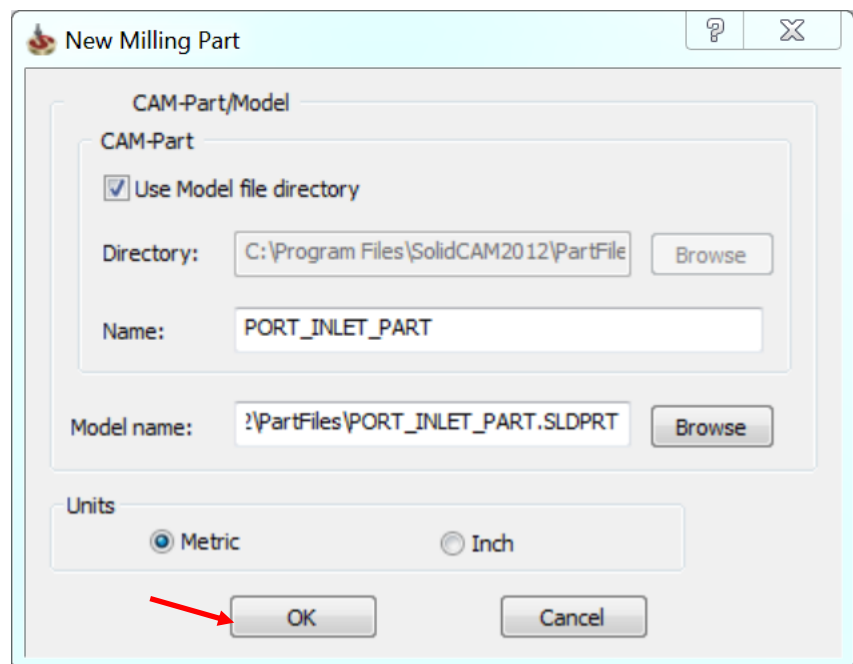 New Milling Part
CAM-Part/Model
CAM-Part
Use Model file directory
Directory: C:\Program Files\SolidCAM2012\PartFile Browse
Name: PORT_INLET_PART
Model name: 2\PartFiles\PORT_INLET_PART.SLDPRT Browse
Units
Metric Inch
OK Cancel